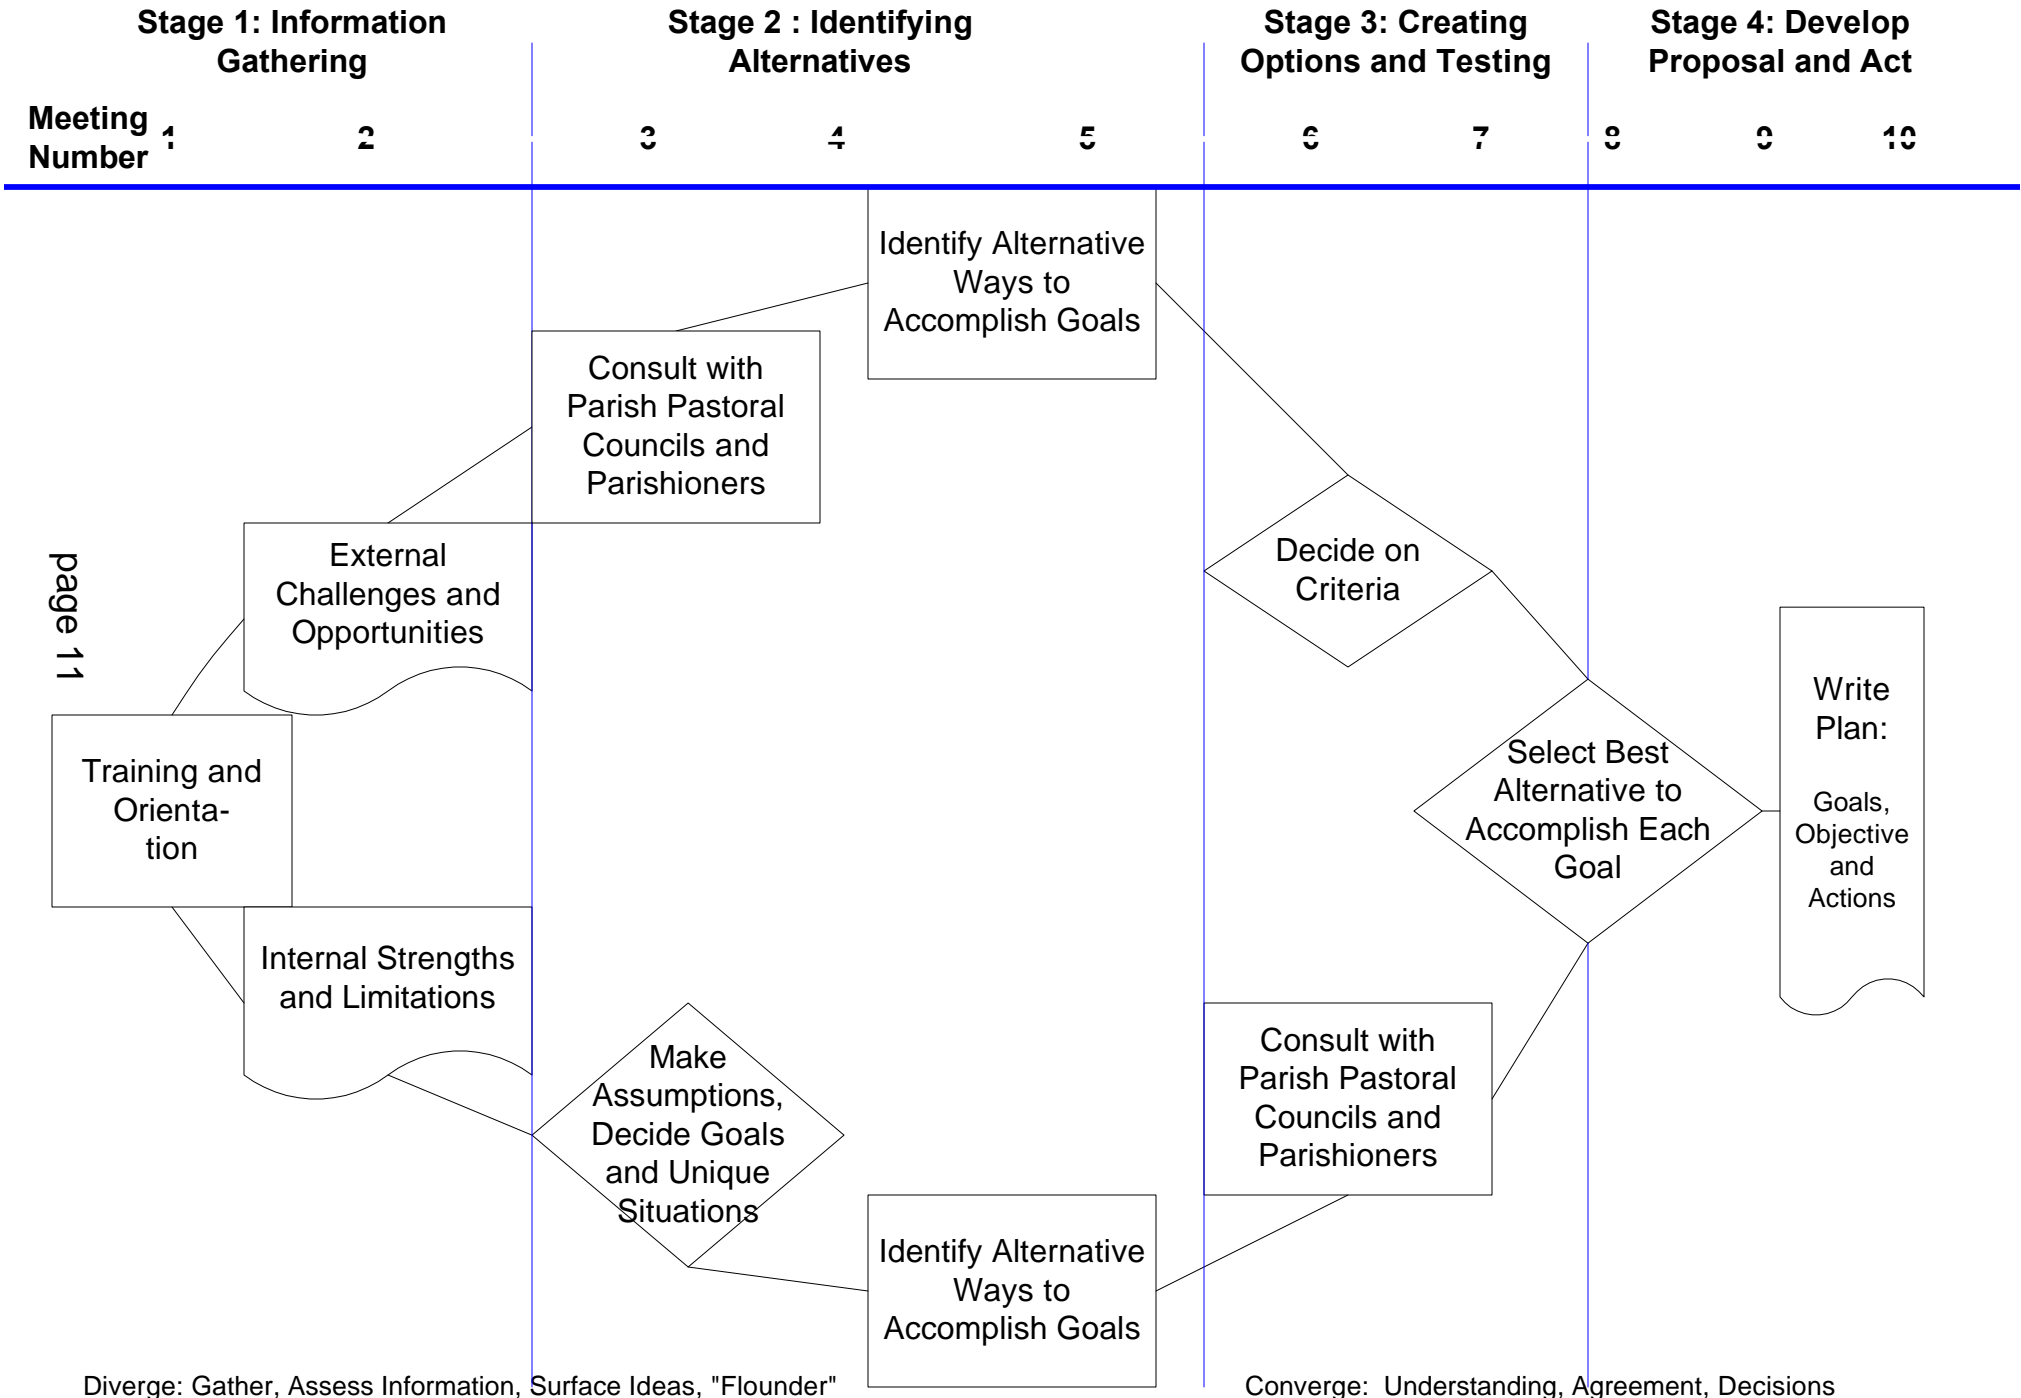 Stage 1: Information
Gathering
Stage 2 : Identifying
Alternatives
Stage 3: Creating
Options and Testing
Stage 4: Develop
Proposal and Act
Meeting
Number
1 2 3 4 5 6 7 8 9 10
Identify Alternative
Ways to
Accomplish Goals
Consult with
Parish Pastoral
Councils and
Parishioners
External
Challenges and
Opportunities
Decide on
Criteria
page 11
Training and
Orienta-
tion
Select Best
Alternative to
Accomplish Each
Goal
Write
Plan:
Goals,
Objective
and
Actions
Internal Strengths
and Limitations
Make
Assumptions,
Decide Goals
and Unique
Situations
Consult with
Parish Pastoral
Councils and
Parishioners
Identify Alternative
Ways to
Accomplish Goals
Diverge: Gather, Assess Information, Surface Ideas, "Flounder"
Converge: Understanding, Agreement, Decisions